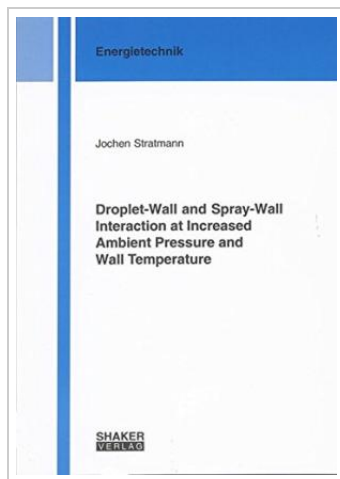 Energietechnik
Jochen Stratmann
Droplet-Wall and Spray-Wall
Interaction at Increased
Ambient Pressure and
Wall Temperature
SHAKER
VERLAG